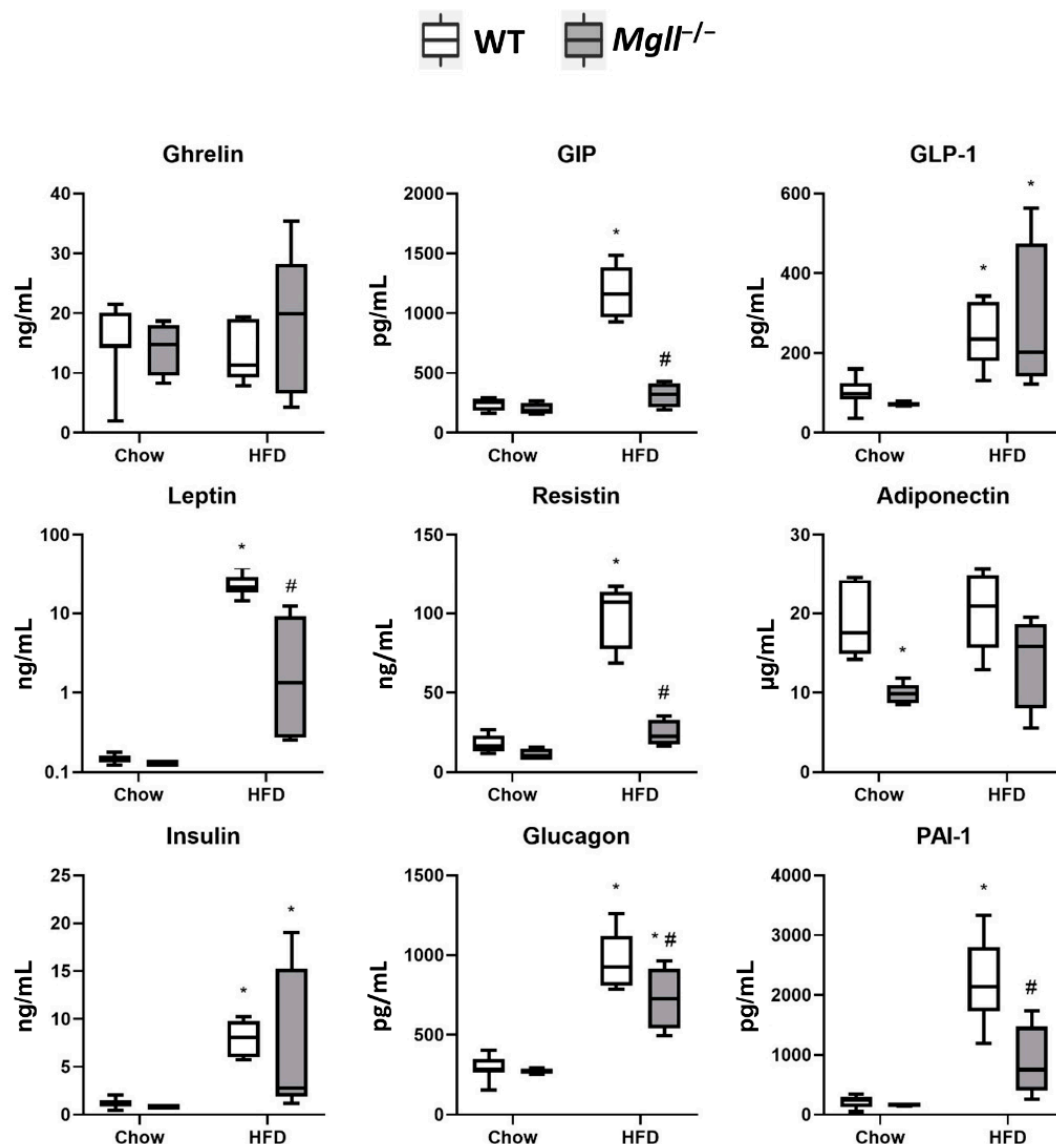 WT Mgll–/–
Ghrelin
ng/mL
40
30
20
10
0
Chow HFD
GIP
pg/mL
2000
1500
1000
500
0
*
#
Chow HFD
GLP-1
pg/mL
600
400
200
0
*
*
Chow HFD
Leptin
ng/mL
100
10
1
0.1
*
#
Chow HFD
Resistin
ng/mL
150
100
50
0
*
#
Chow HFD
Adiponectin
µg/mL
30
20
10
0
*
Chow HFD
Insulin
ng/mL
25
20
15
10
5
0
*
*
Chow HFD
Glucagon
pg/mL
1500
1000
500
0
*
* #
Chow HFD
PAI-1
pg/mL
4000
3000
2000
1000
0
*
#
Chow HFD